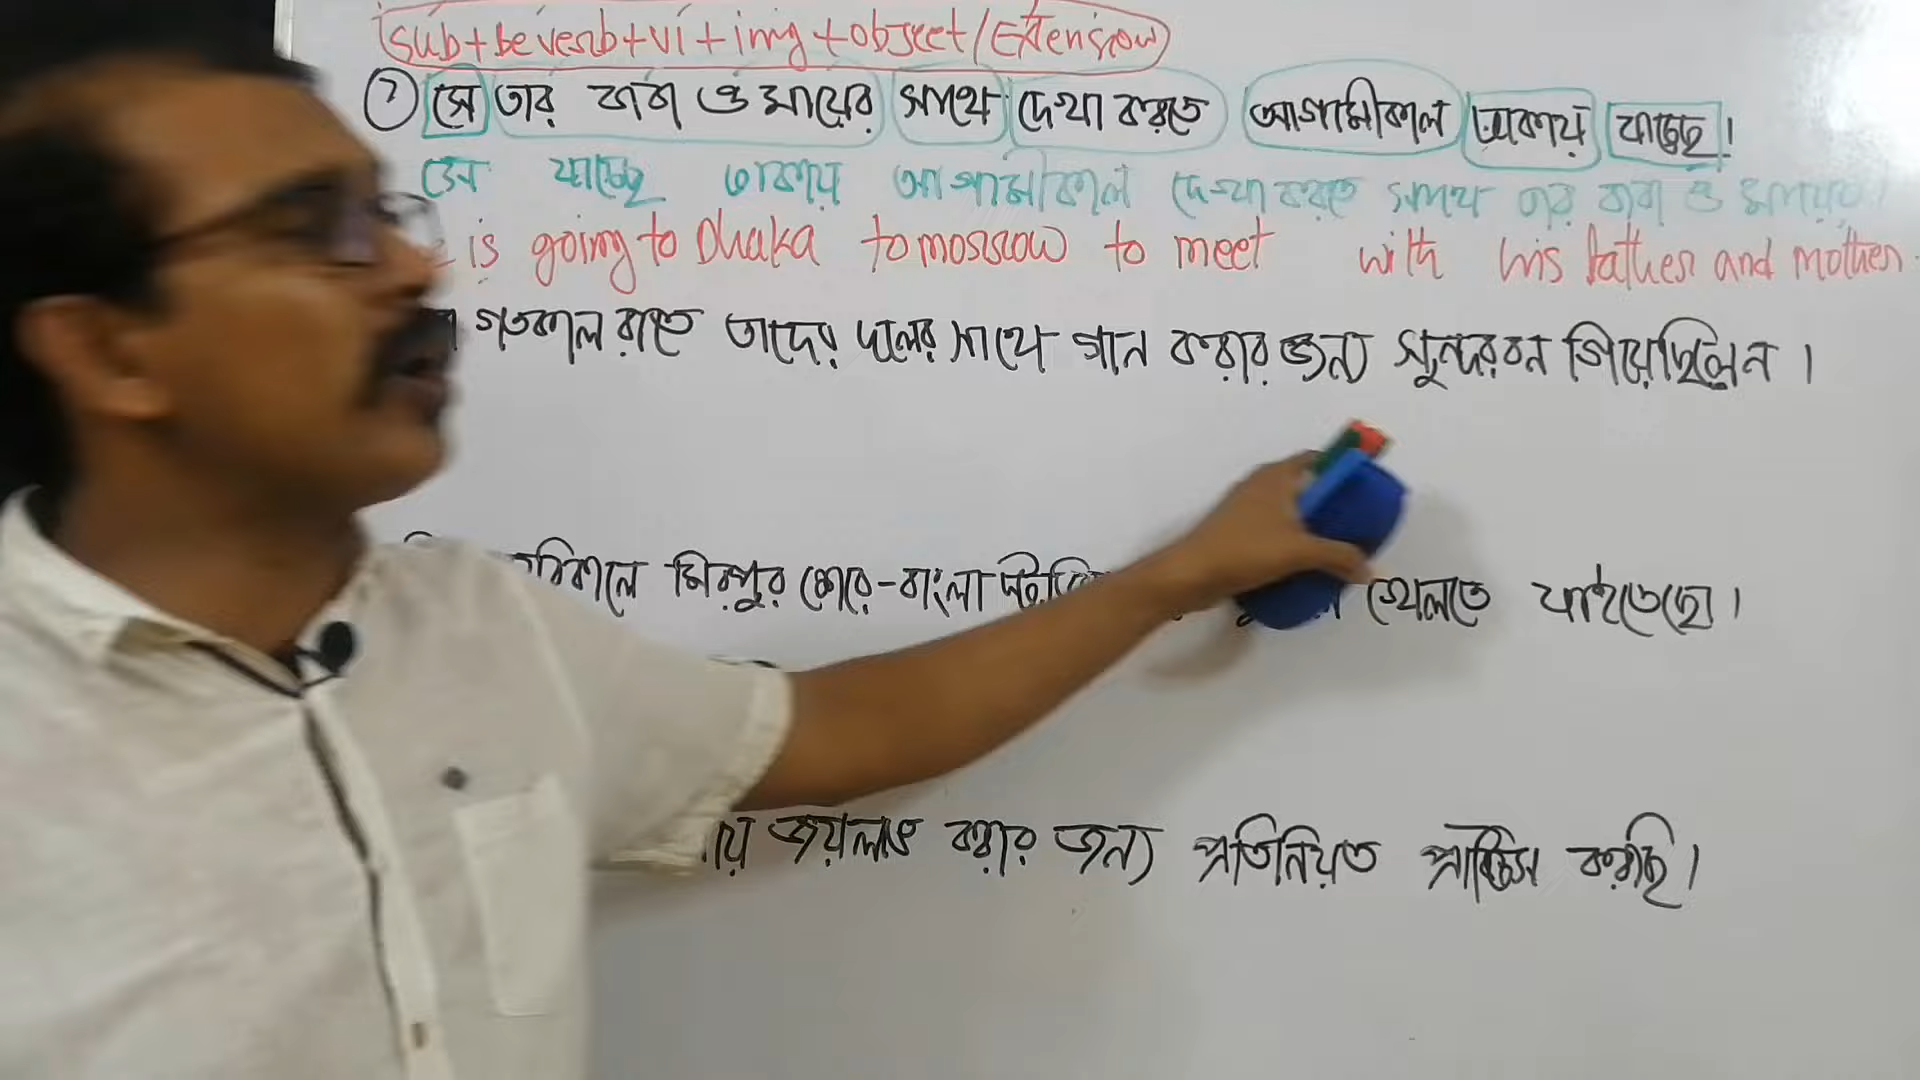 sub+be verb+vi+ing+object/Extension
সে তার বাবা ও মায়ের সাথে দেখা করতে আগামীকাল ঢাকায় যাচ্ছে।
সে যাচ্ছে ঢাকায় আগামীকাল দেখা করতে সাথে তার বাবা ও মায়ের।
is going to Dhaka tomorrow to meet with his father and mother.
গতকাল রাতে তাদের দলের সাথে গান করার জন্য সুন্দরবন গিয়েছিলেন।
মিরপুর শেরে-বাংলা খেলতে যাইতেছো।
জয়লাভ করার জন্য প্রতিনিয়ত প্রাক্টিস করছি।